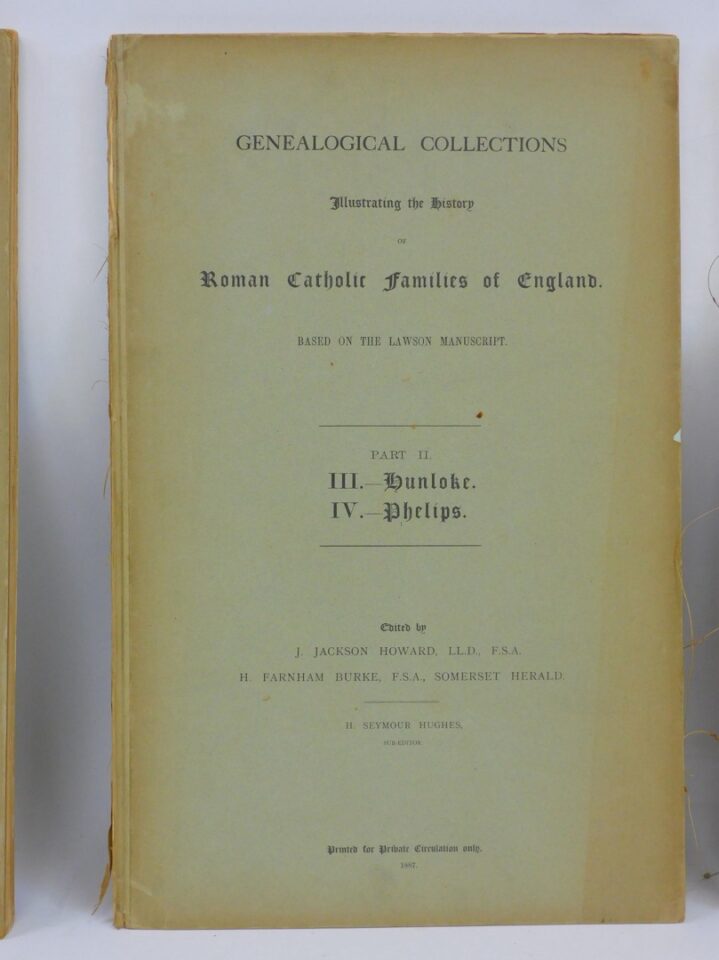 GENEALOGICAL COLLECTIONS
Illustrating the History
OF
Roman Catholic Families of England.
BASED ON THE LAWSON MANUSCRIPT.
PART II.
III.—Hunloke.
IV.—Phelips.
Edited by
J. JACKSON HOWARD, LL.D., F.S.A.
H. FARNHAM BURKE, F.S.A., SOMERSET HERALD.
H. SEYMOUR HUGHES,
SUB-EDITOR.
Printed for Private Circulation only.
1887.